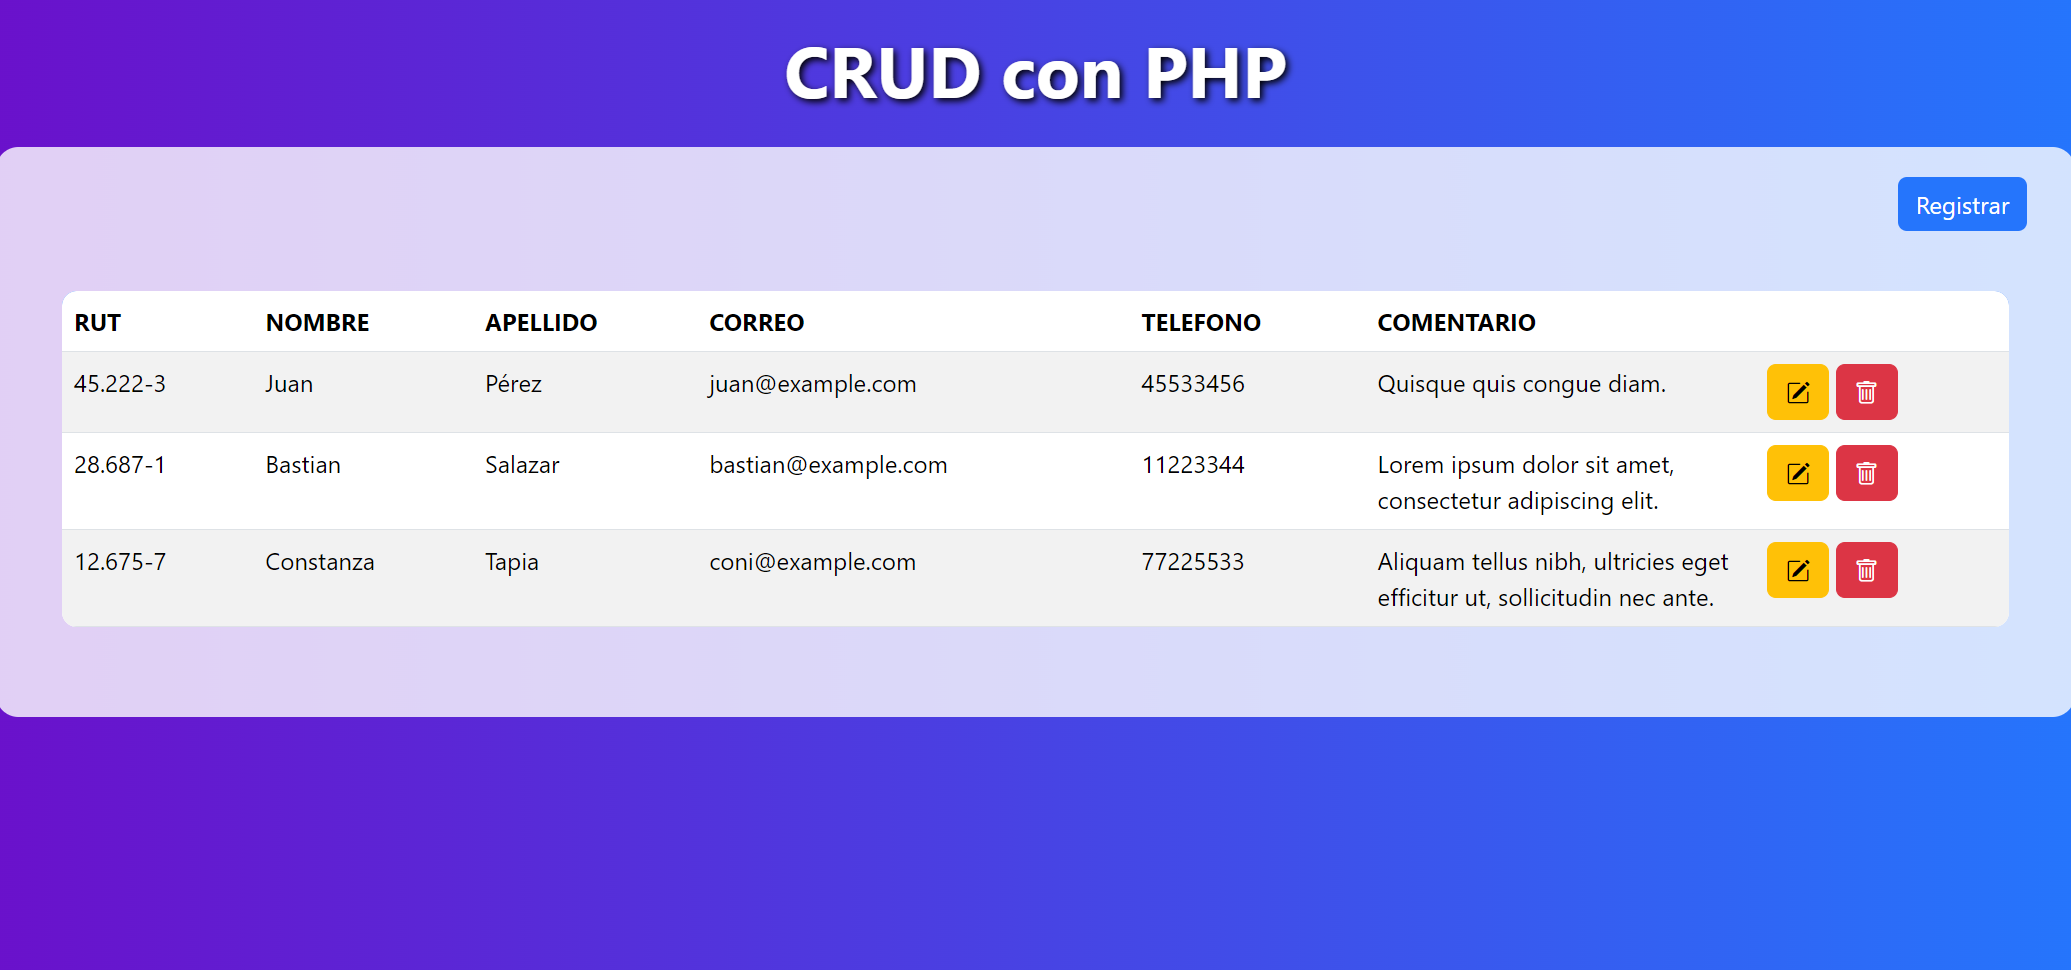 CRUD con PHP
Registrar
RUT NOMBRE APELLIDO CORREO TELEFONO COMENTARIO
45.222-3 Juan Pérez juan@example.com 45533456 Quisque quis congue diam.
28.687-1 Bastian Salazar bastian@example.com 11223344 Lorem ipsum dolor sit amet,
consectetur adipiscing elit.
12.675-7 Constanza Tapia coni@example.com 77225533 Aliquam tellus nibh, ultricies eget
efficitur ut, sollicitudin nec ante.